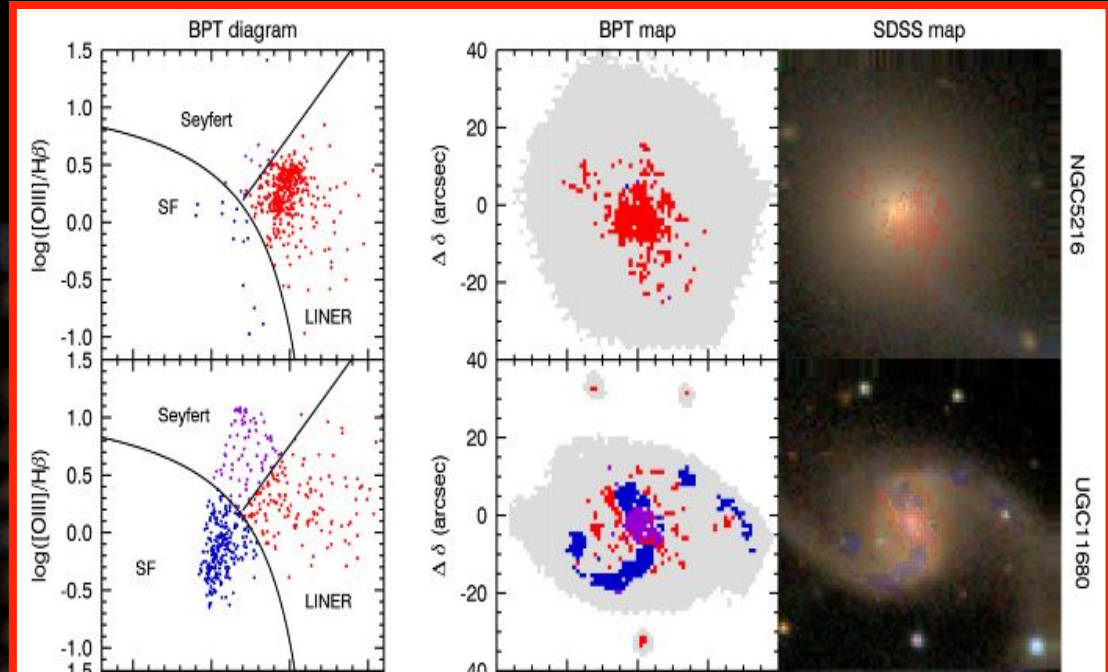 BPT diagram BPT map SDSS map
1.5 40
1.0
Seyfert
20
0.5
SF
log([OIII]/Hβ) 0.0 Δ δ (arcsec) 0 NGC5216
-0.5
-20
LINER
-1.0
1.5 40
1.0
Seyfert
20
0.5
log([OIII]/Hβ) 0.0 Δ δ (arcsec) 0 UGC11680
SF
-0.5
-20
LINER
-1.0
1.5 40